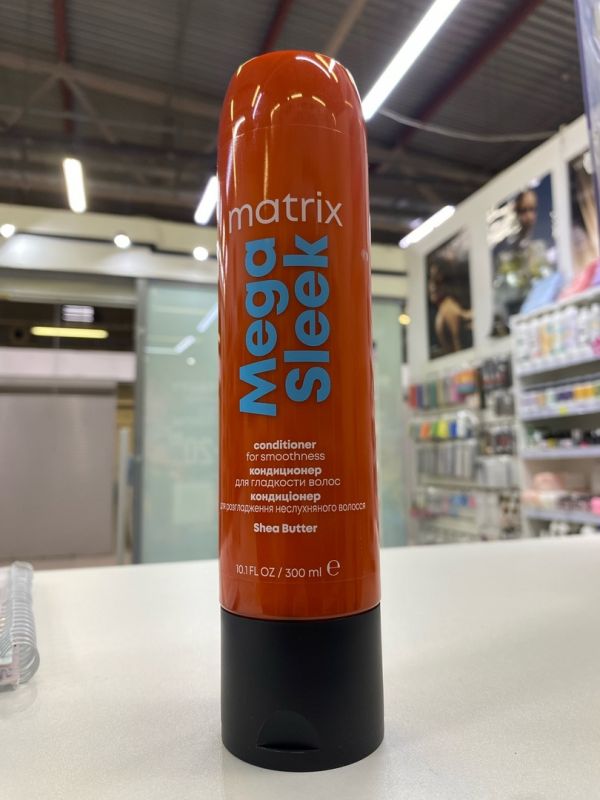 matrix
Mega
Sleek
conditioner
for smoothness
кондиционер
для гладкости волос
кондиціонер
для розгладження неслухняного волосся
Shea Butter
10.1 FL OZ / 300 ml ℮